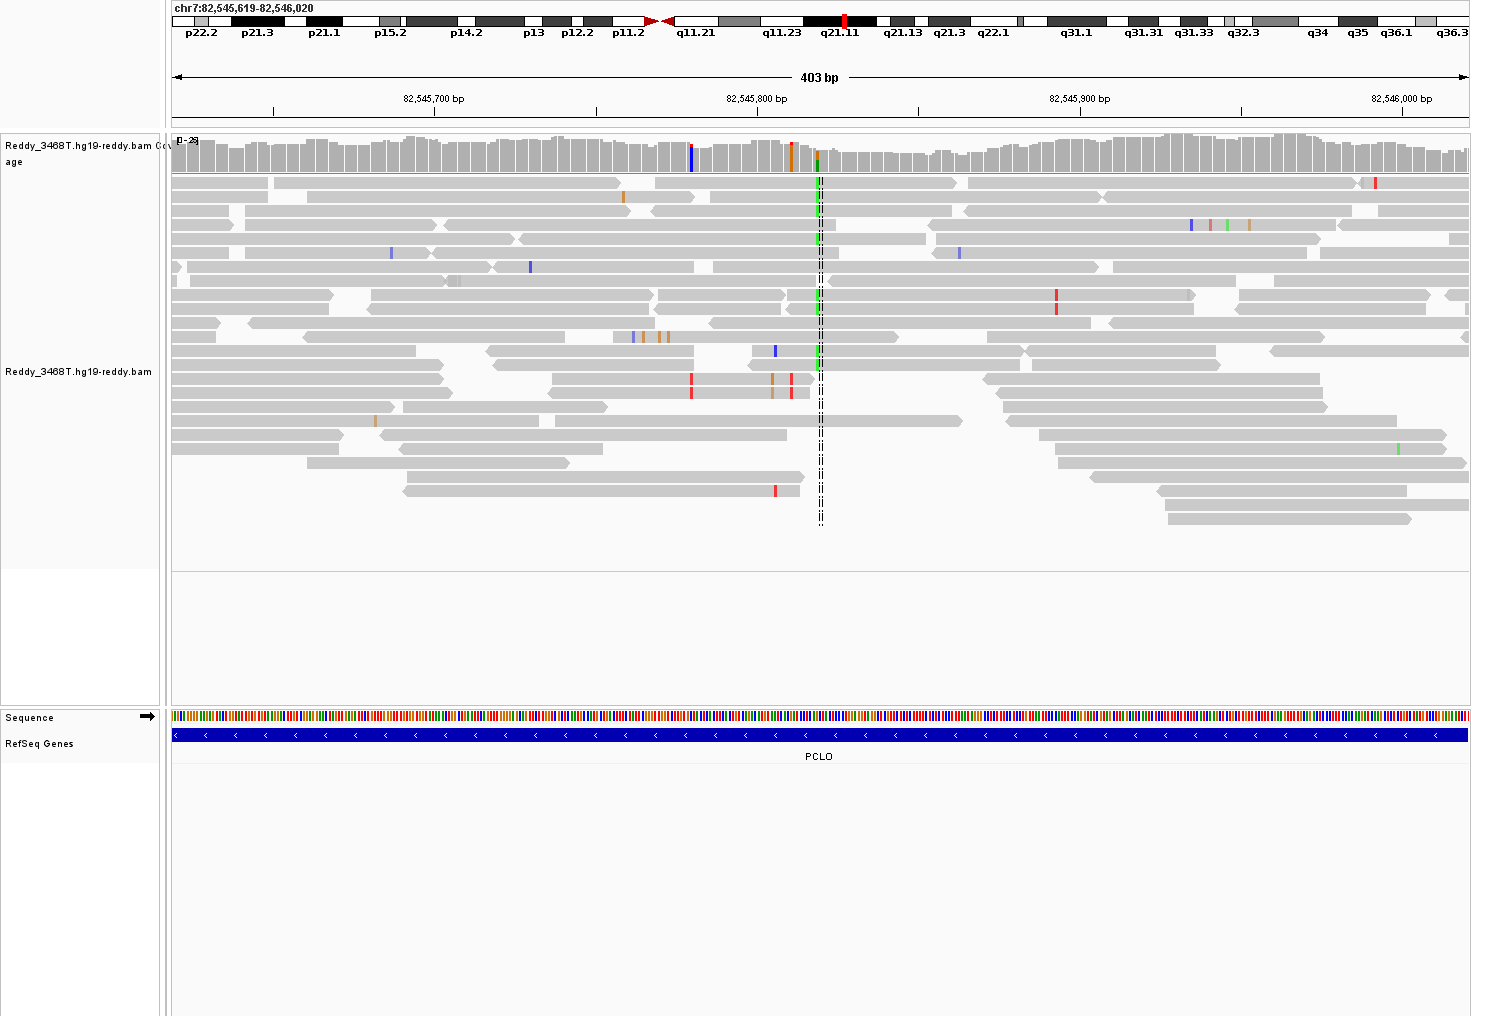 chr7:82,545,619-82,546,020
p22.2 p21.3 p21.1 p15.2 p14.2 p13 p12.2 p11.2 q11.21 q11.23 q21.11 q21.13 q21.3 q22.1 q31.1 q31.31 q31.33 q32.3 q34 q35 q36.1 q36.3
403 bp
82,545,700 bp 82,545,800 bp 82,545,900 bp 82,546,000 bp
Reddy_3468T.hg19-reddy.bam Cov
age
Reddy_3468T.hg19-reddy.bam
Sequence
RefSeq Genes
PCLO